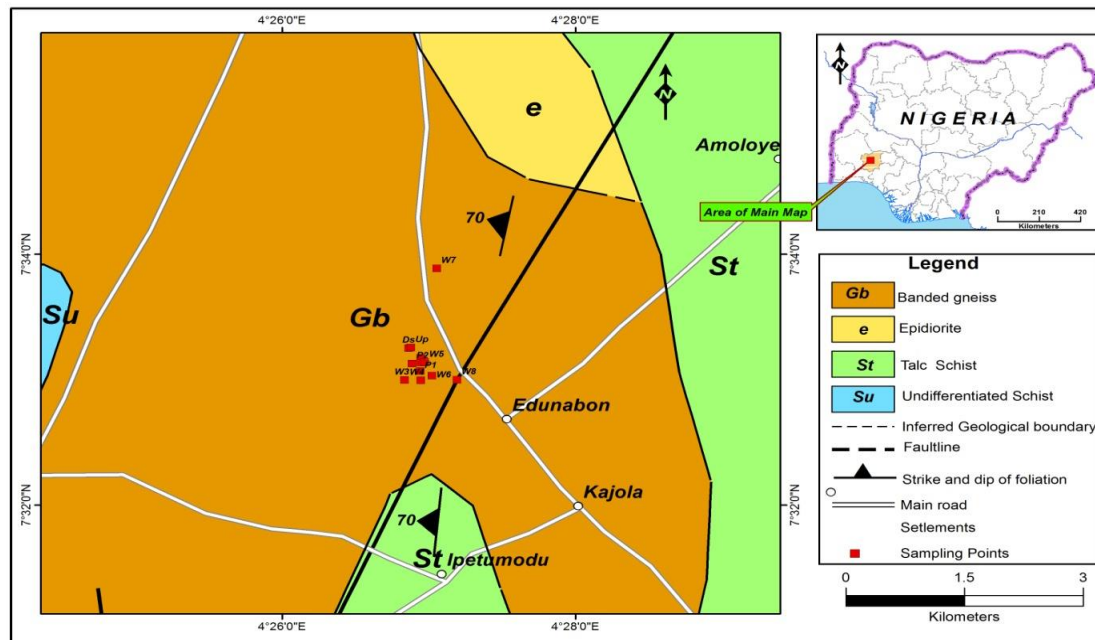 4°26'0"E
4°28'0"E
7°34'0"N
7°32'0"N
e
N
Amoloye
70
W7
St
Su
Gb
DsUp
P2 W5
P1
W3
W6
W8
Edunabon
Kajola
70
St
Ipetumodu
7°34'0"N
7°32'0"N
4°26'0"E
4°28'0"E
N
NIGERIA
Area of Main Map
0 210 420
Kilometers
Legend
Gb Banded gneiss
e Epidiorite
St Talc Schist
Su Undifferentiated Schist
Inferred Geological boundary
Faultline
Strike and dip of foliation
Main road
Setlements
Sampling Points
0 1.5 3
Kilometers